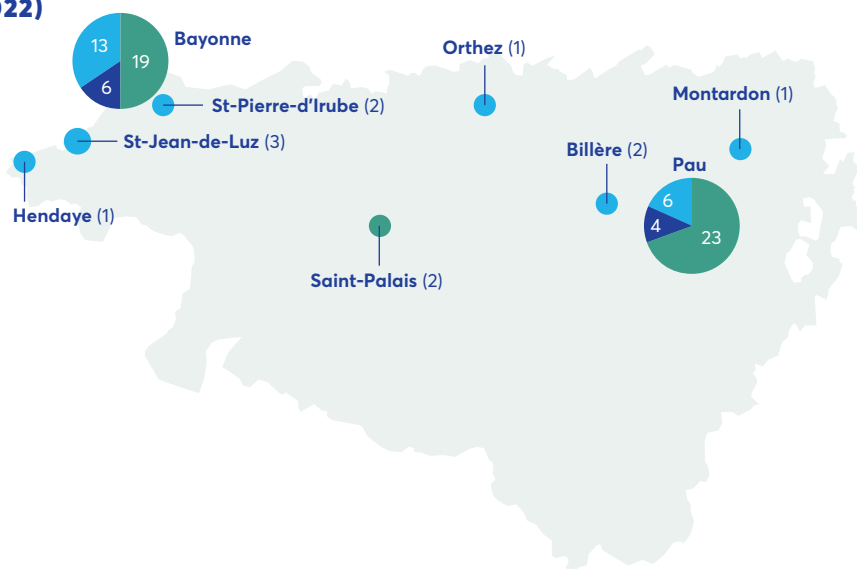 022)
Bayonne
13
19
6
Orthez (1)
St-Pierre-d'Irube (2)
Montardon (1)
St-Jean-de-Luz (3)
Billère (2)
Pau
Hendaye (1)
6
4
23
Saint-Palais (2)